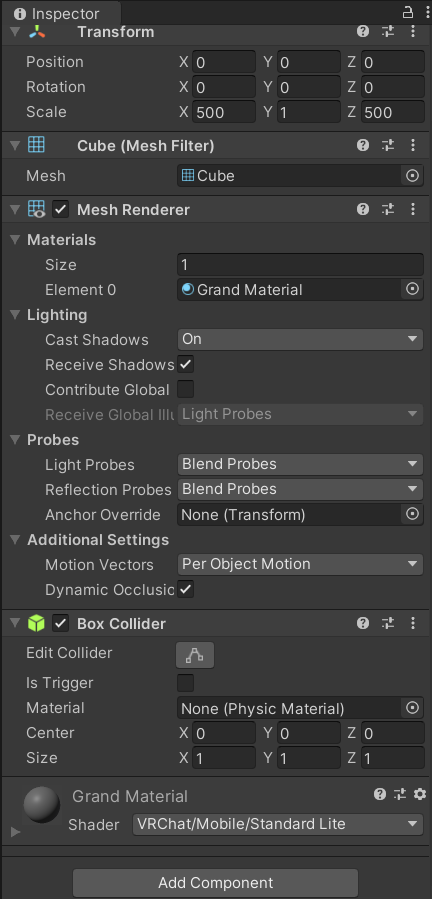 Inspector
Transform
Position X 0 Y 0 Z 0
Rotation X 0 Y 0 Z 0
Scale X 500 Y 1 Z 500
Cube (Mesh Filter)
Mesh Cube
Mesh Renderer
Materials
Size 1
Element 0 Grand Material
Lighting
Cast Shadows On
Receive Shadows
Contribute Global
Receive Global Illu Light Probes
Probes
Light Probes Blend Probes
Reflection Probes Blend Probes
Anchor Override None (Transform)
Additional Settings
Motion Vectors Per Object Motion
Dynamic Occlusio
Box Collider
Edit Collider
Is Trigger
Material None (Physic Material)
Center X 0 Y 0 Z 0
Size X 1 Y 1 Z 1
Grand Material
Shader VRChat/Mobile/Standard Lite
Add Component